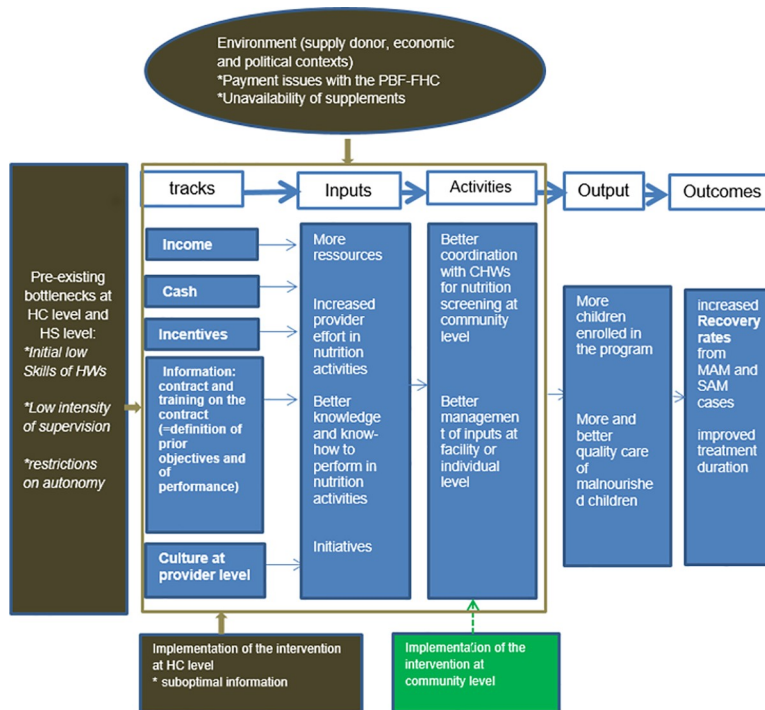 Environment (supply donor, economic
and political contexts)
*Payment issues with the PBF-FHC
*Unavailability of supplements
tracks
Inputs
Activities
Output
Outcomes
Pre-existing
bottlenecks at
HC level and
HS level:
*Initial low
Skills of HWs
*Low intensity
of supervision
*restrictions
on autonomy
Income
Cash
Incentives
Information:
contract and
training on the
contract
(=definition of
prior
objectives and
of
performance)
Culture at
provider level
More
ressources
Increased
provider
effort in
nutrition
activities
Better
knowledge
and know-
how to
perform in
nutrition
activities
Initiatives
Better
coordination
with CHWs
for nutrition
screening at
community
level
Better
managemen
t of inputs at
facility or
individual
level
More
children
enrolled in
the program
More and
better
quality care
of
malnourishe
d children
increased
Recovery
rates
from
MAM and
SAM
cases
improved
treatment
duration
Implementation of the intervention
at HC level
* suboptimal information
Implementation of the
intervention at
community level